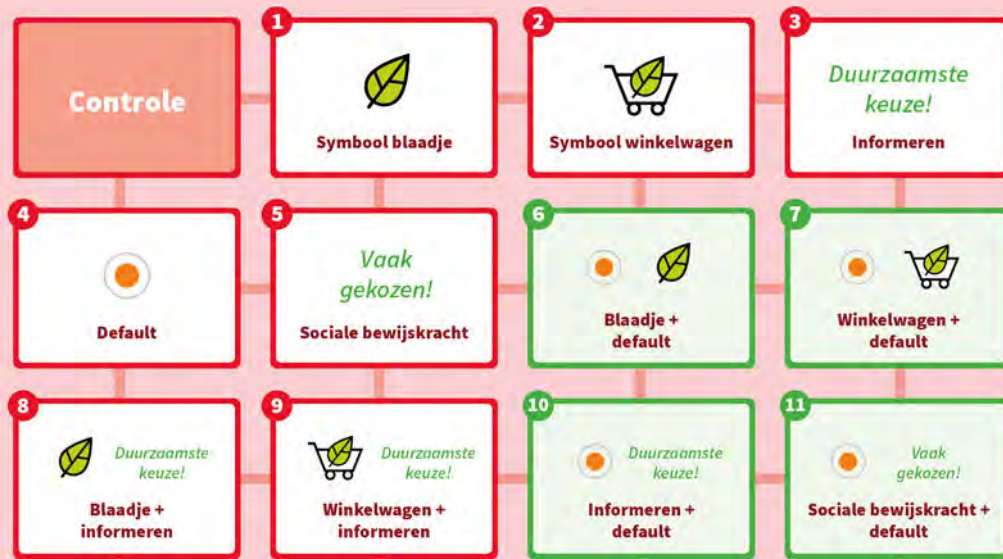 Controle
1
Symbool blaadje
2
Symbool winkelwagen
3
Duurzaamste
keuze!
Informeren
4
Default
5
Vaak
gekozen!
Sociale bewijskracht
6
Blaadje +
default
7
Winkelwagen +
default
8
Duurzaamste
keuze!
Blaadje +
informeren
9
Duurzaamste
keuze!
Winkelwagen +
informeren
10
Duurzaamste
keuze!
Informeren +
default
11
Vaak
gekozen!
Sociale bewijskracht +
default